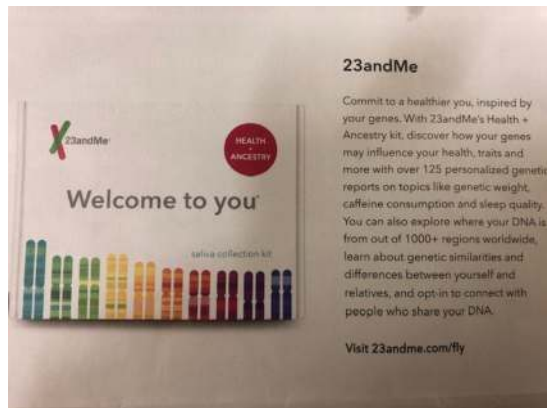 23andMe
HEALTH
+
ANCESTRY
Welcome to you
saliva collection kit
23andMe
Commit to a healthier you, inspired by
your genes. With 23andMe's Health +
Ancestry kit, discover how your genes
may influence your health, traits and
more with over 125 personalized genetic
reports on topics like genetic weight,
caffeine consumption and sleep quality.
You can also explore where your DNA is
from out of 1000+ regions worldwide,
learn about genetic similarities and
differences between yourself and
relatives, and opt-in to connect with
people who share your DNA.
Visit 23andme.com/fly